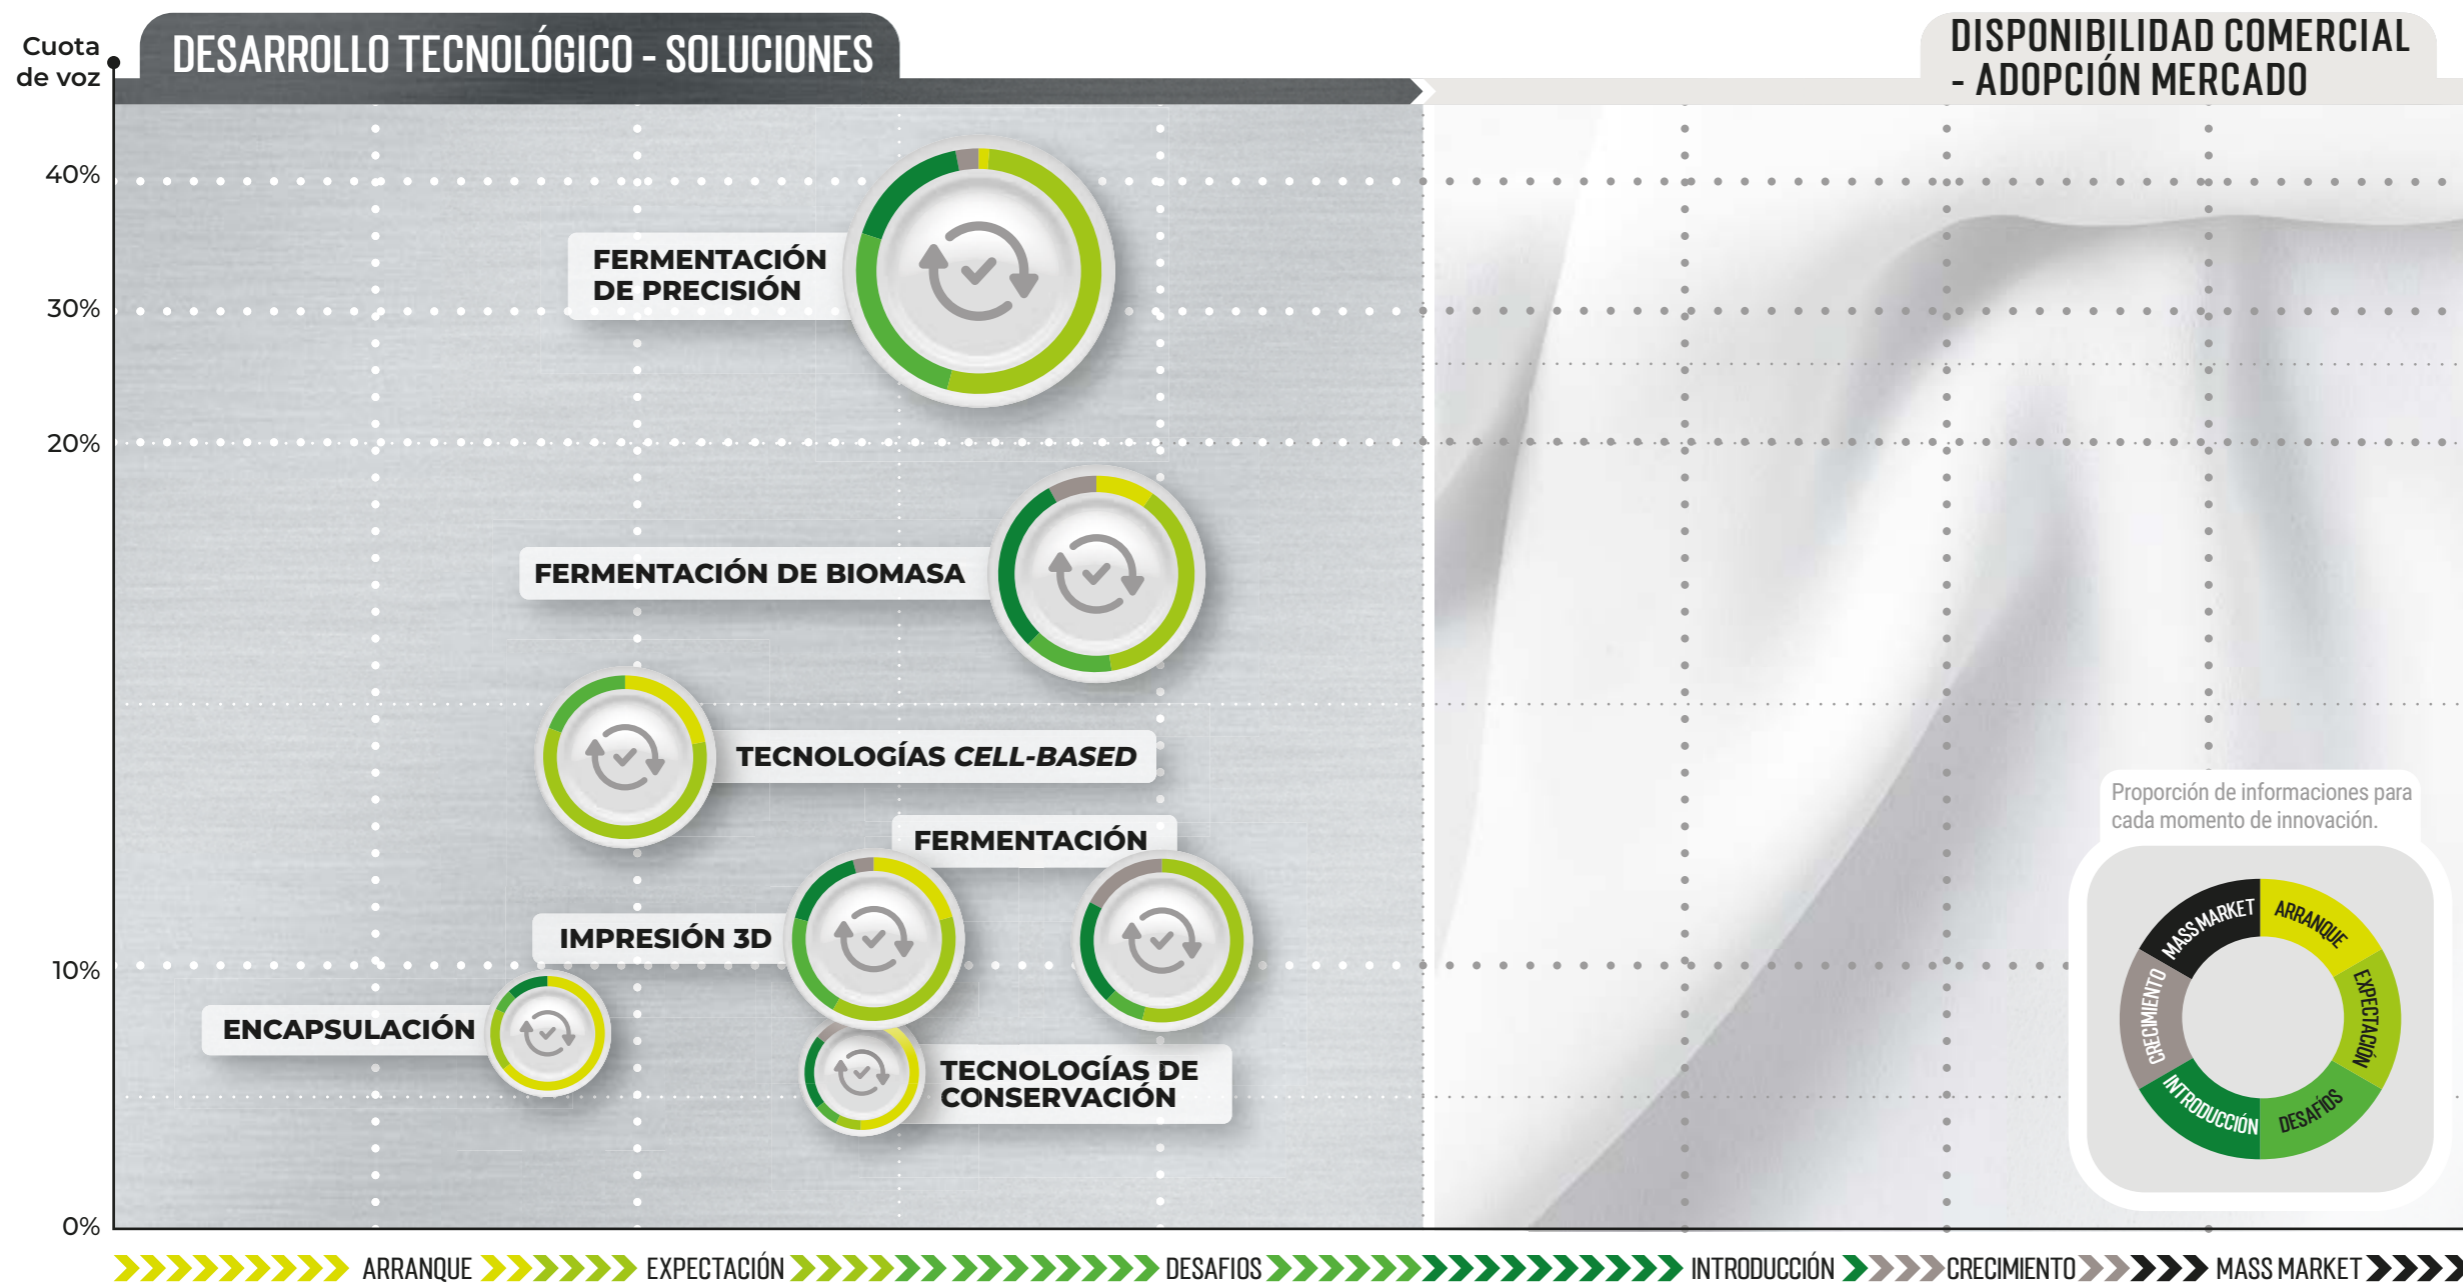 Cuota
de voz
DESARROLLO TECNOLÓGICO - SOLUCIONES
DISPONIBILIDAD COMERCIAL
- ADOPCIÓN MERCADO
40%
30%
20%
10%
0%
FERMENTACIÓN
DE PRECISIÓN
FERMENTACIÓN DE BIOMASA
TECNOLOGÍAS CELL-BASED
FERMENTACIÓN
IMPRESIÓN 3D
ENCAPSULACIÓN
TECNOLOGÍAS DE
CONSERVACIÓN
Proporción de informaciones para
cada momento de innovación.
MASS MARKET
ARRANQUE
EXPECTACIÓN
DESAFÍOS
INTRODUCCIÓN
CRECIMIENTO
ARRANQUE EXPECTACIÓN DESAFIOS INTRODUCCIÓN CRECIMIENTO MASS MARKET